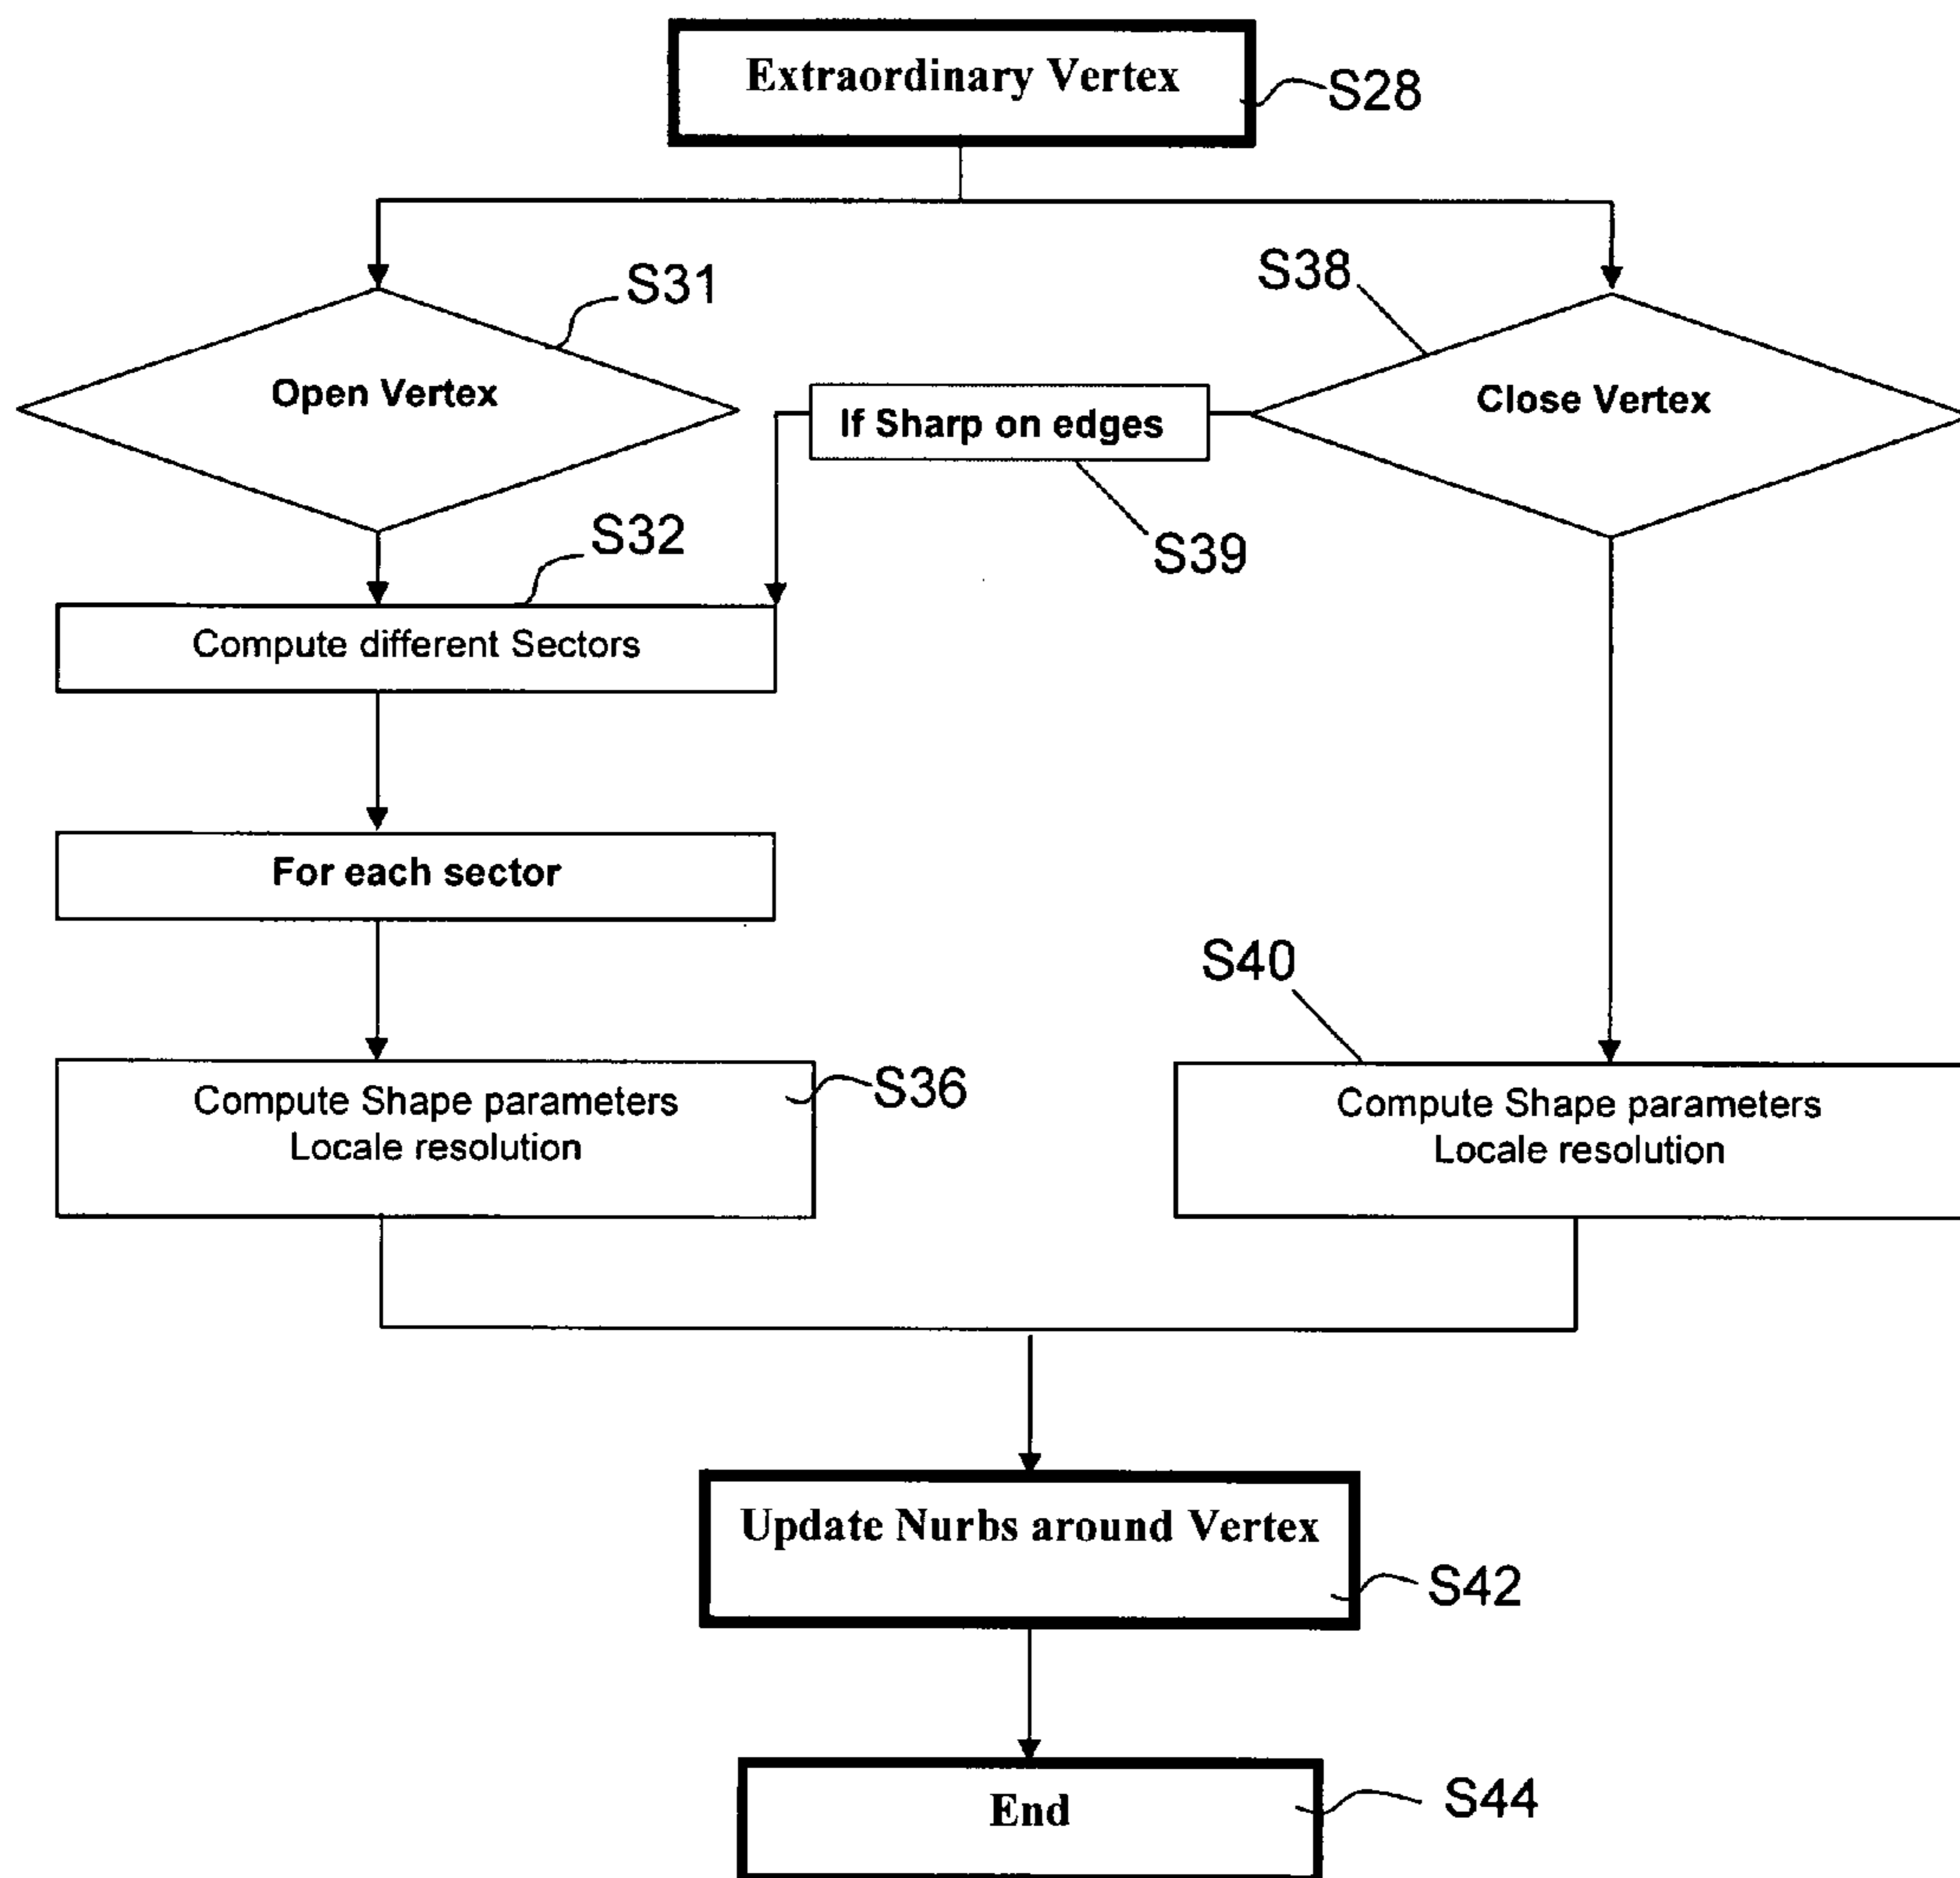 Extraordinary Vertex
S28
S31
S38
Open Vertex
If Sharp on edges
Close Vertex
S32
S39
Compute different Sectors
For each sector
S40
Compute Shape parameters
Locale resolution
S36
Compute Shape parameters
Locale resolution
Update Nurbs around Vertex
S42
End
S44